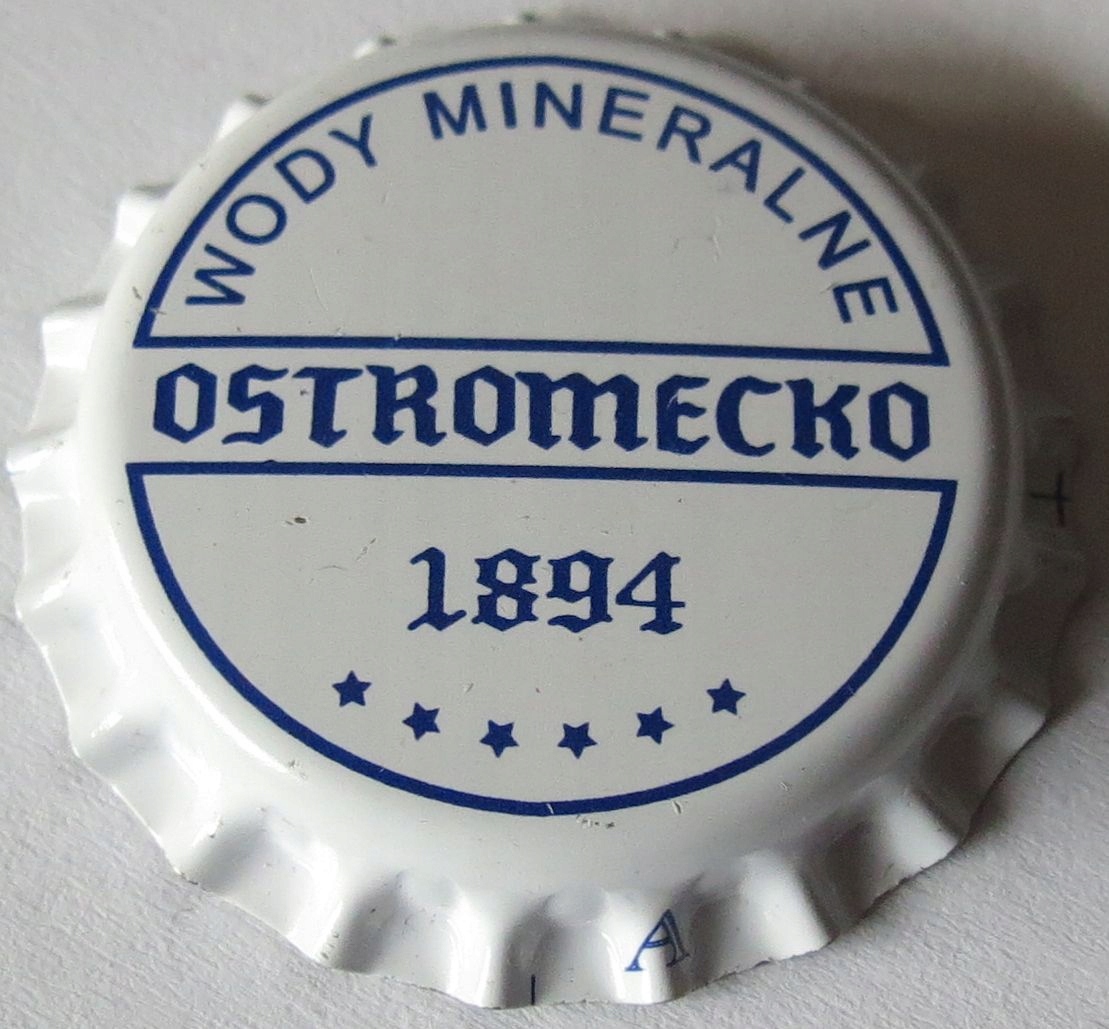 WODY MINERALNE
OSTROMECKO
1894
A